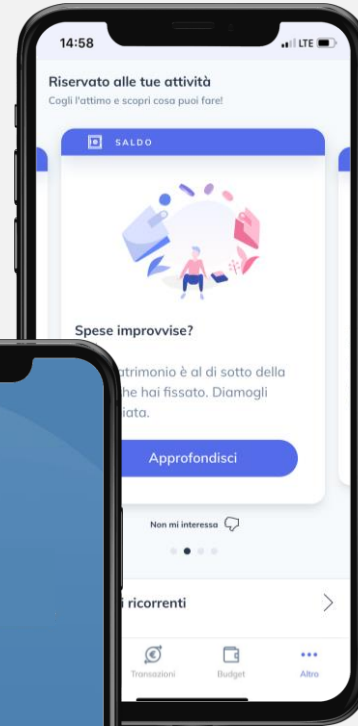 14:58
LTE
Riservato alle tue attività
Cogli l'attimo e scopri cosa puoi fare!
SALDO
Spese improvvise?
atrimonio è al di sotto della
he hai fissato. Diamogli
iata.
Approfondisci
Non mi interessa
i ricorrenti
Transazioni
Budget
Altro